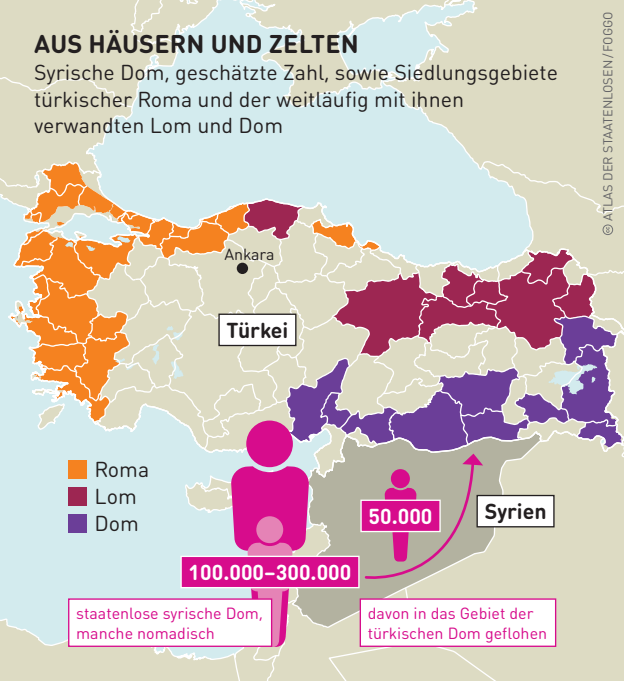 AUS HÄUSERN UND ZELTEN
Syrische Dom, geschätzte Zahl, sowie Siedlungsgebiete
türkischer Roma und der weitläufig mit ihnen
verwandten Lom und Dom
© ATLAS DER STAATENLOSEN / FOGGO
Ankara
Türkei
Roma
Lom
Dom
50.000
Syrien
100.000–300.000
staatenlose syrische Dom,
manche nomadisch
davon in das Gebiet der
türkischen Dom geflohen